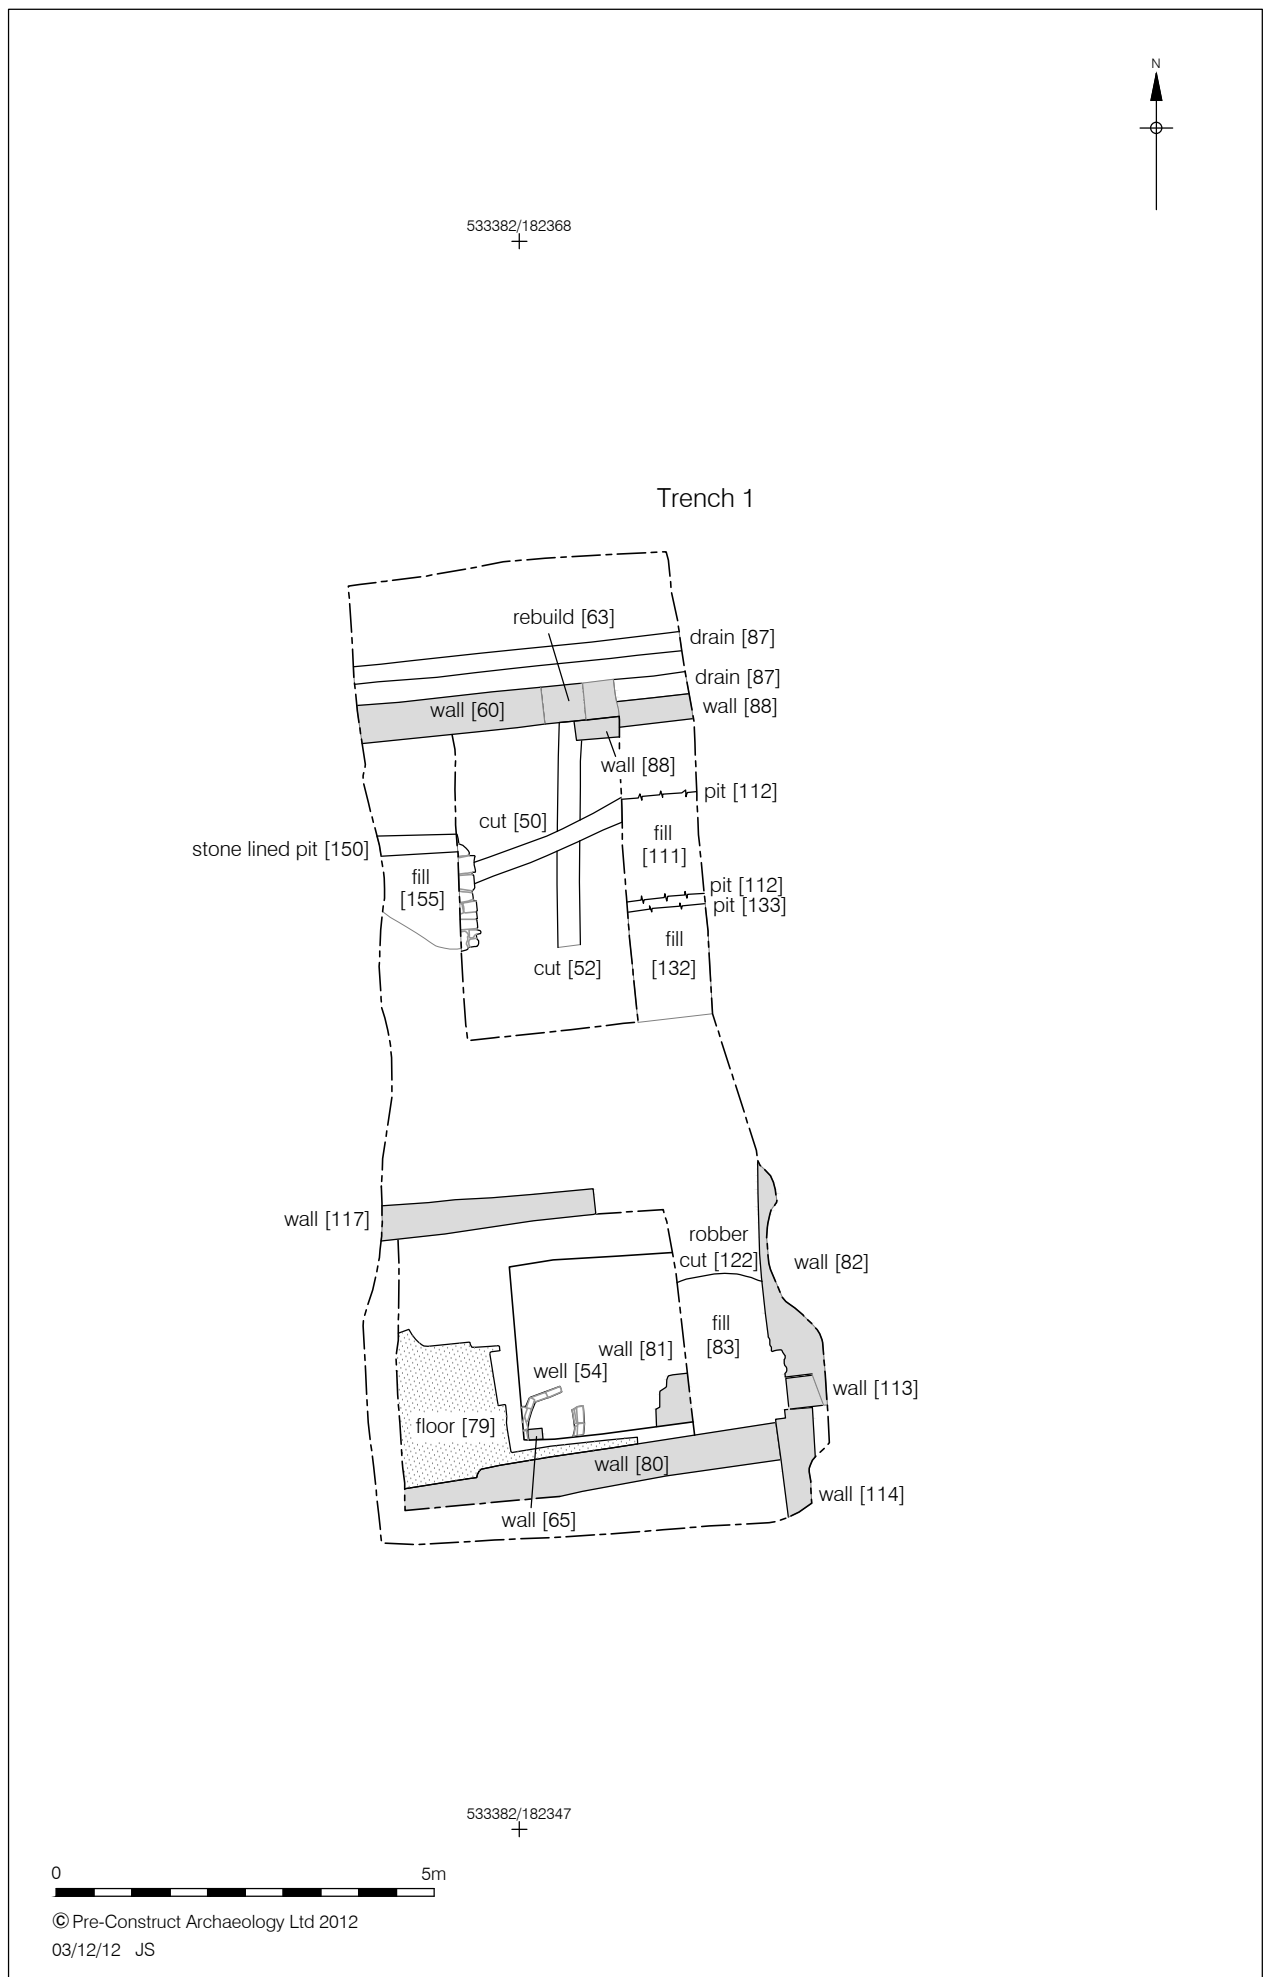 N
533382/182368
Trench 1
rebuild [63]
drain [87]
drain [87]
wall [60]
wall [88]
wall [88]
pit [112]
cut [50]
fill
[111]
stone lined pit [150]
fill
[155]
pit [112]
pit [133]
fill
[132]
cut [52]
wall [117]
robber
cut [122]
wall [82]
fill
[83]
wall [81]
well [54]
wall [113]
floor [79]
wall [80]
wall [114]
wall [65]
533382/182347
0 5m
© Pre-Construct Archaeology Ltd 2012
03/12/12 JS